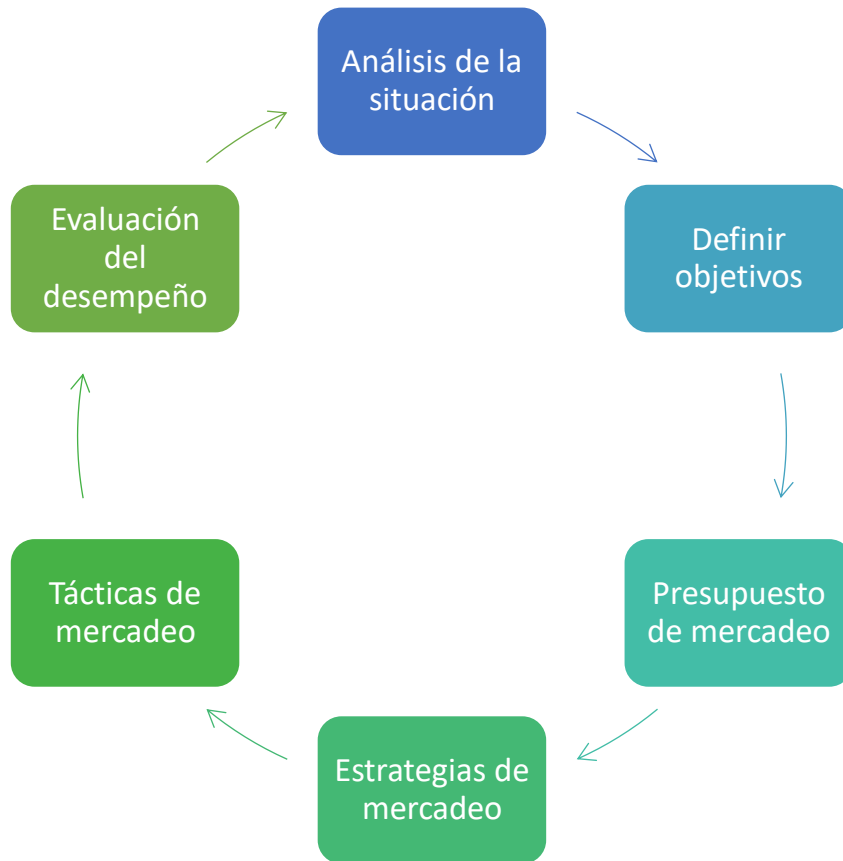 Análisis de la
situación
Definir
objetivos
Presupuesto
de mercadeo
Estrategias de
mercadeo
Tácticas de
mercadeo
Evaluación
del
desempeño